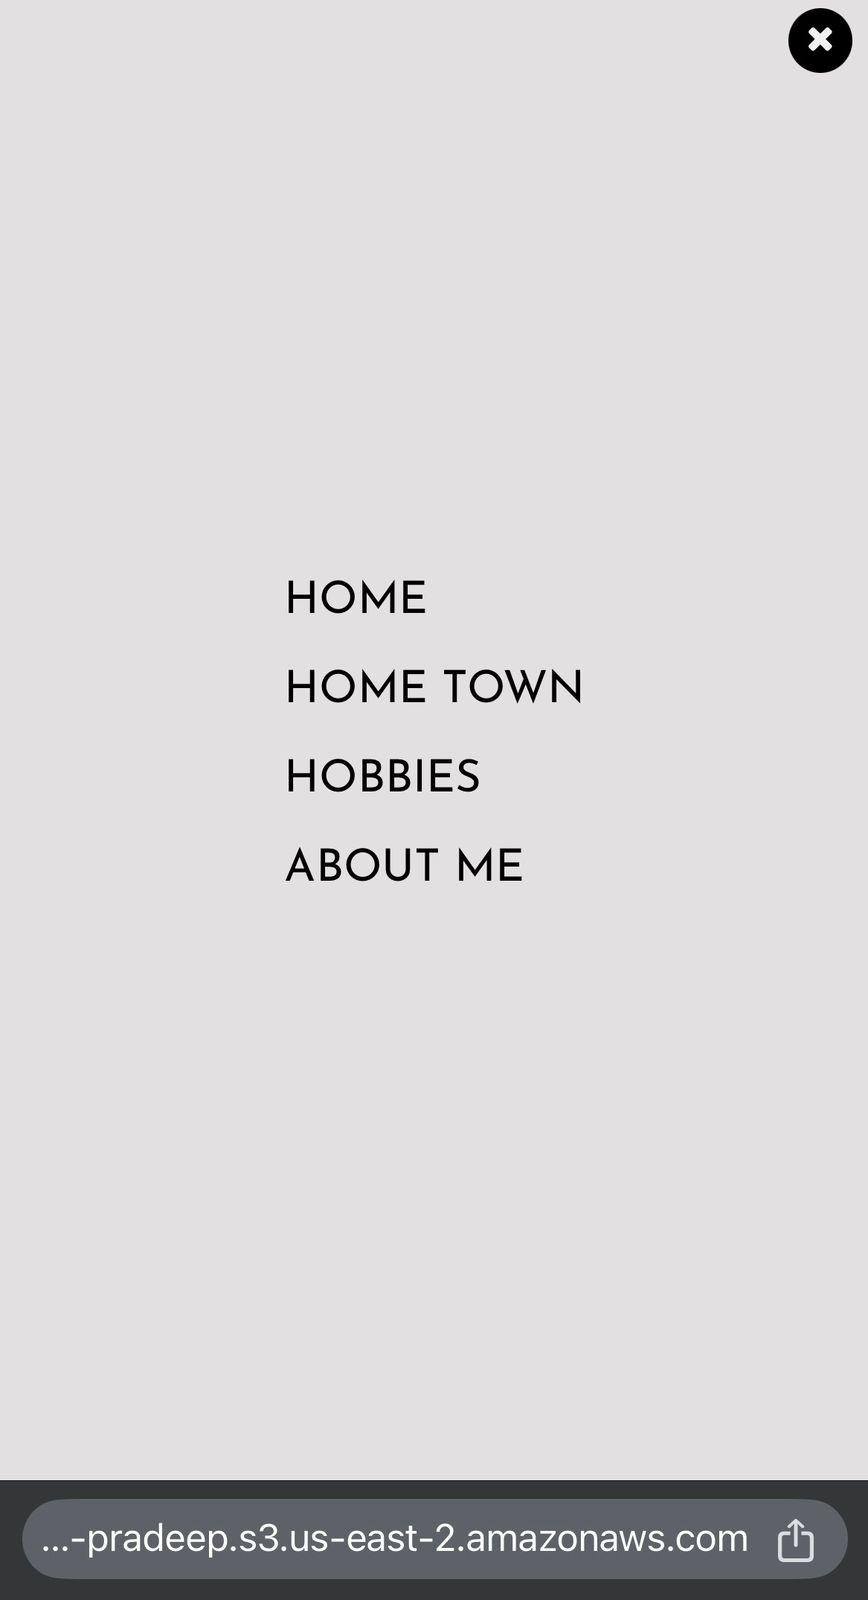 HOME
HOME TOWN
HOBBIES
ABOUT ME
...-pradeep.s3.us-east-2.amazonaws.com